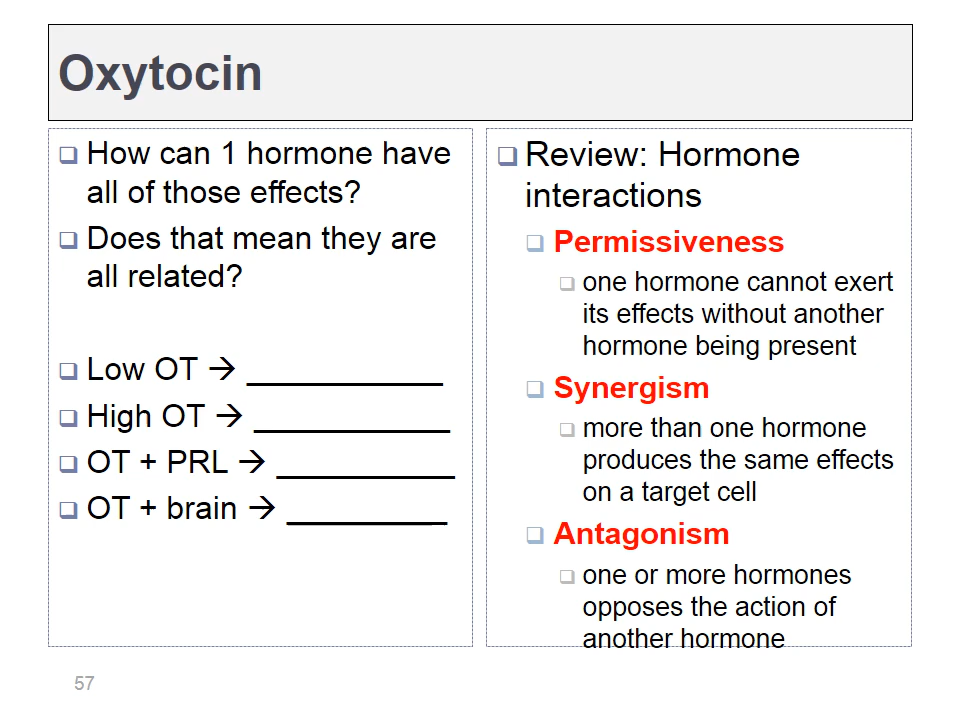 Oxytocin
❑ How can 1 hormone have
all of those effects?
❑ Does that mean they are
all related?
❑ Low OT → ___________
❑ High OT → ___________
❑ OT + PRL → __________
❑ OT + brain → _________
❑ Review: Hormone
interactions
❑ Permissiveness
❑ one hormone cannot exert
its effects without another
hormone being present
❑ Synergism
❑ more than one hormone
produces the same effects
on a target cell
❑ Antagonism
❑ one or more hormones
opposes the action of
another hormone
57